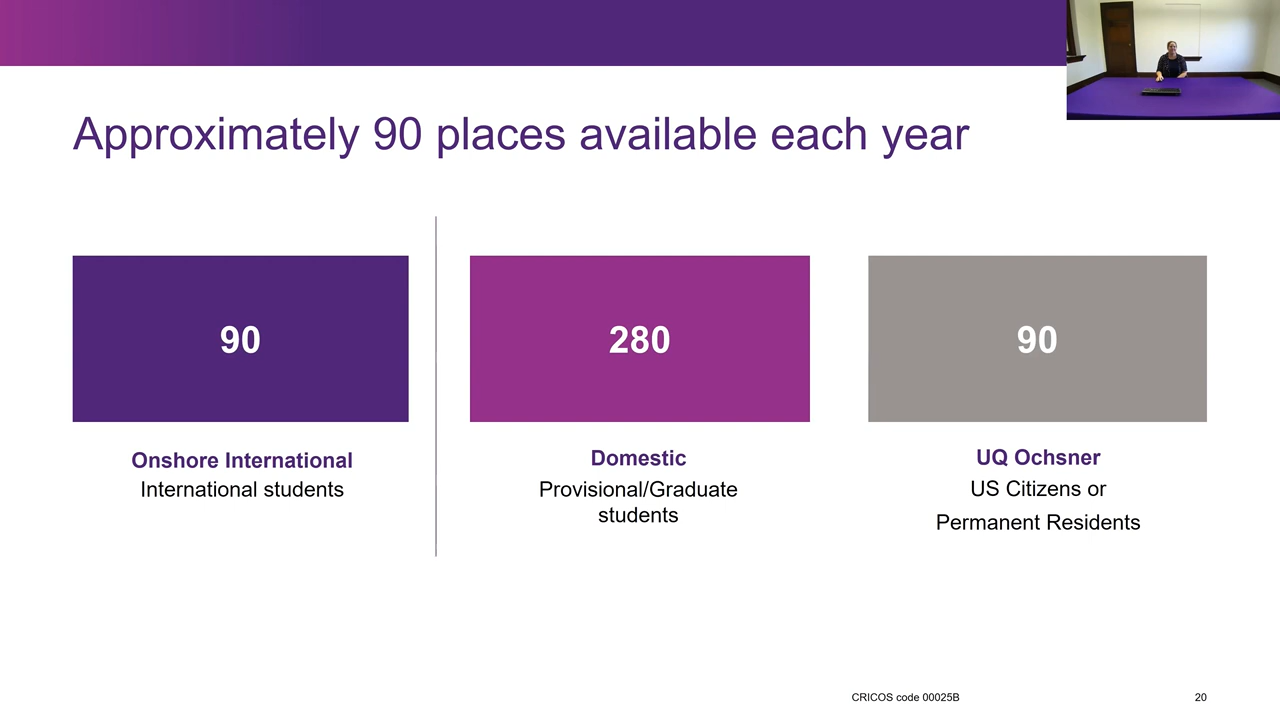 Approximately 90 places available each year
90
Onshore International
International students
280
Domestic
Provisional/Graduate
students
90
UQ Ochsner
US Citizens or
Permanent Residents
CRICOS code 00025B
20